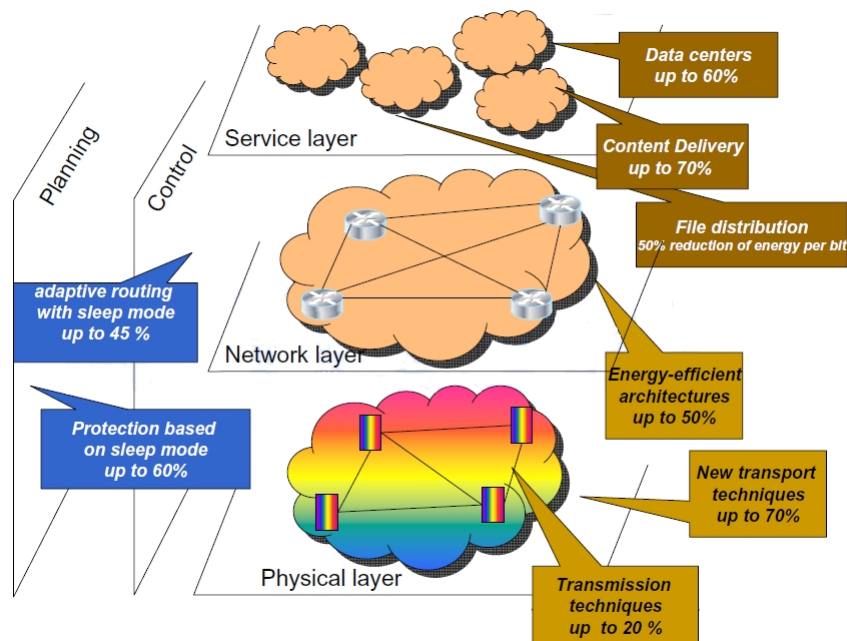 Data centers
up to 60%
Service layer
Content Delivery
up to 70%
Planning
Control
File distribution
50% reduction of energy per bit
adaptive routing
with sleep mode
up to 45 %
Network layer
Energy-efficient
architectures
up to 50%
Protection based
on sleep mode
up to 60%
New transport
techniques
up to 70%
Physical layer
Transmission
techniques
up to 20 %